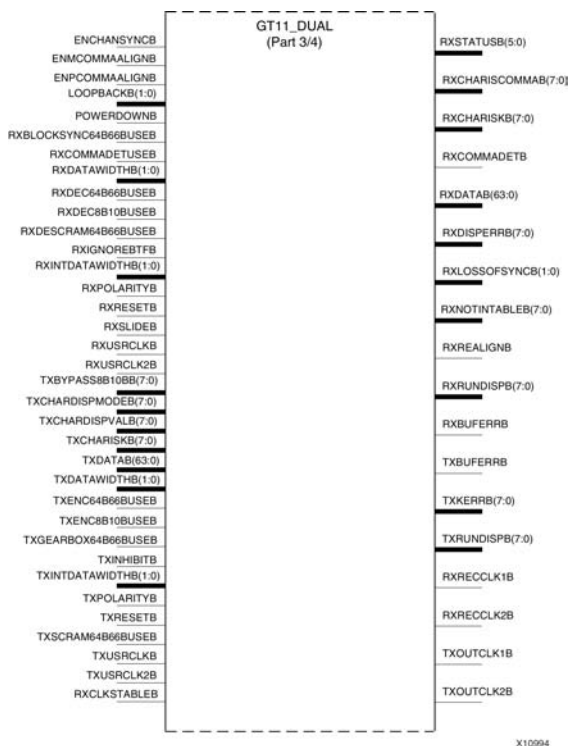 GT11_DUAL
(Part 3/4)
ENCHANSYNCB
ENMCOMMAALIGNB
ENPCOMMAALIGNB
LOOPBACKB(1:0)
POWERDOWNB
RXBLOCKSYNC64B66BUSEB
RXCOMMADETUSEB
RXDATAWIDTHB(1:0)
RXDEC64B66BUSEB
RXDEC8B10BUSEB
RXDESCRAM64B66BUSEB
RXIGNOREBTFB
RXINTDATAWIDTHB(1:0)
RXPOLARITYB
RXRESETB
RXSLIDEB
RXUSRCLKB
RXUSRCLK2B
TXBYPASS8B10BB(7:0)
TXCHARDISPMODEB(7:0)
TXCHARDISPVALB(7:0)
TXCHARISKB(7:0)
TXDATAB(63:0)
TXDATAWIDTHB(1:0)
TXENC64B66BUSEB
TXENC8B10BUSEB
TXGEARBOX64B66BUSEB
TXINHIBITB
TXINTDATAWIDTHB(1:0)
TXPOLARITYB
TXRESETB
TXSCRAM64B66BUSEB
TXUSRCLKB
TXUSRCLK2B
RXCLKSTABLEB
RXSTATUSB(5:0)
RXCHARISCOMMAB(7:0)
RXCHARISKB(7:0)
RXCOMMADETB
RXDATAB(63:0)
RXDISPERRB(7:0)
RXLOSSOFSYNCB(1:0)
RXNOTINTABLEB(7:0)
RXREALIGNB
RXRUNDISPB(7:0)
RXBUFERRB
TXBUFERRB
TXKERRB(7:0)
TXRUNDISPB(7:0)
RXRECCLK1B
RXRECCLK2B
TXOUTCLK1B
TXOUTCLK2B
X10994